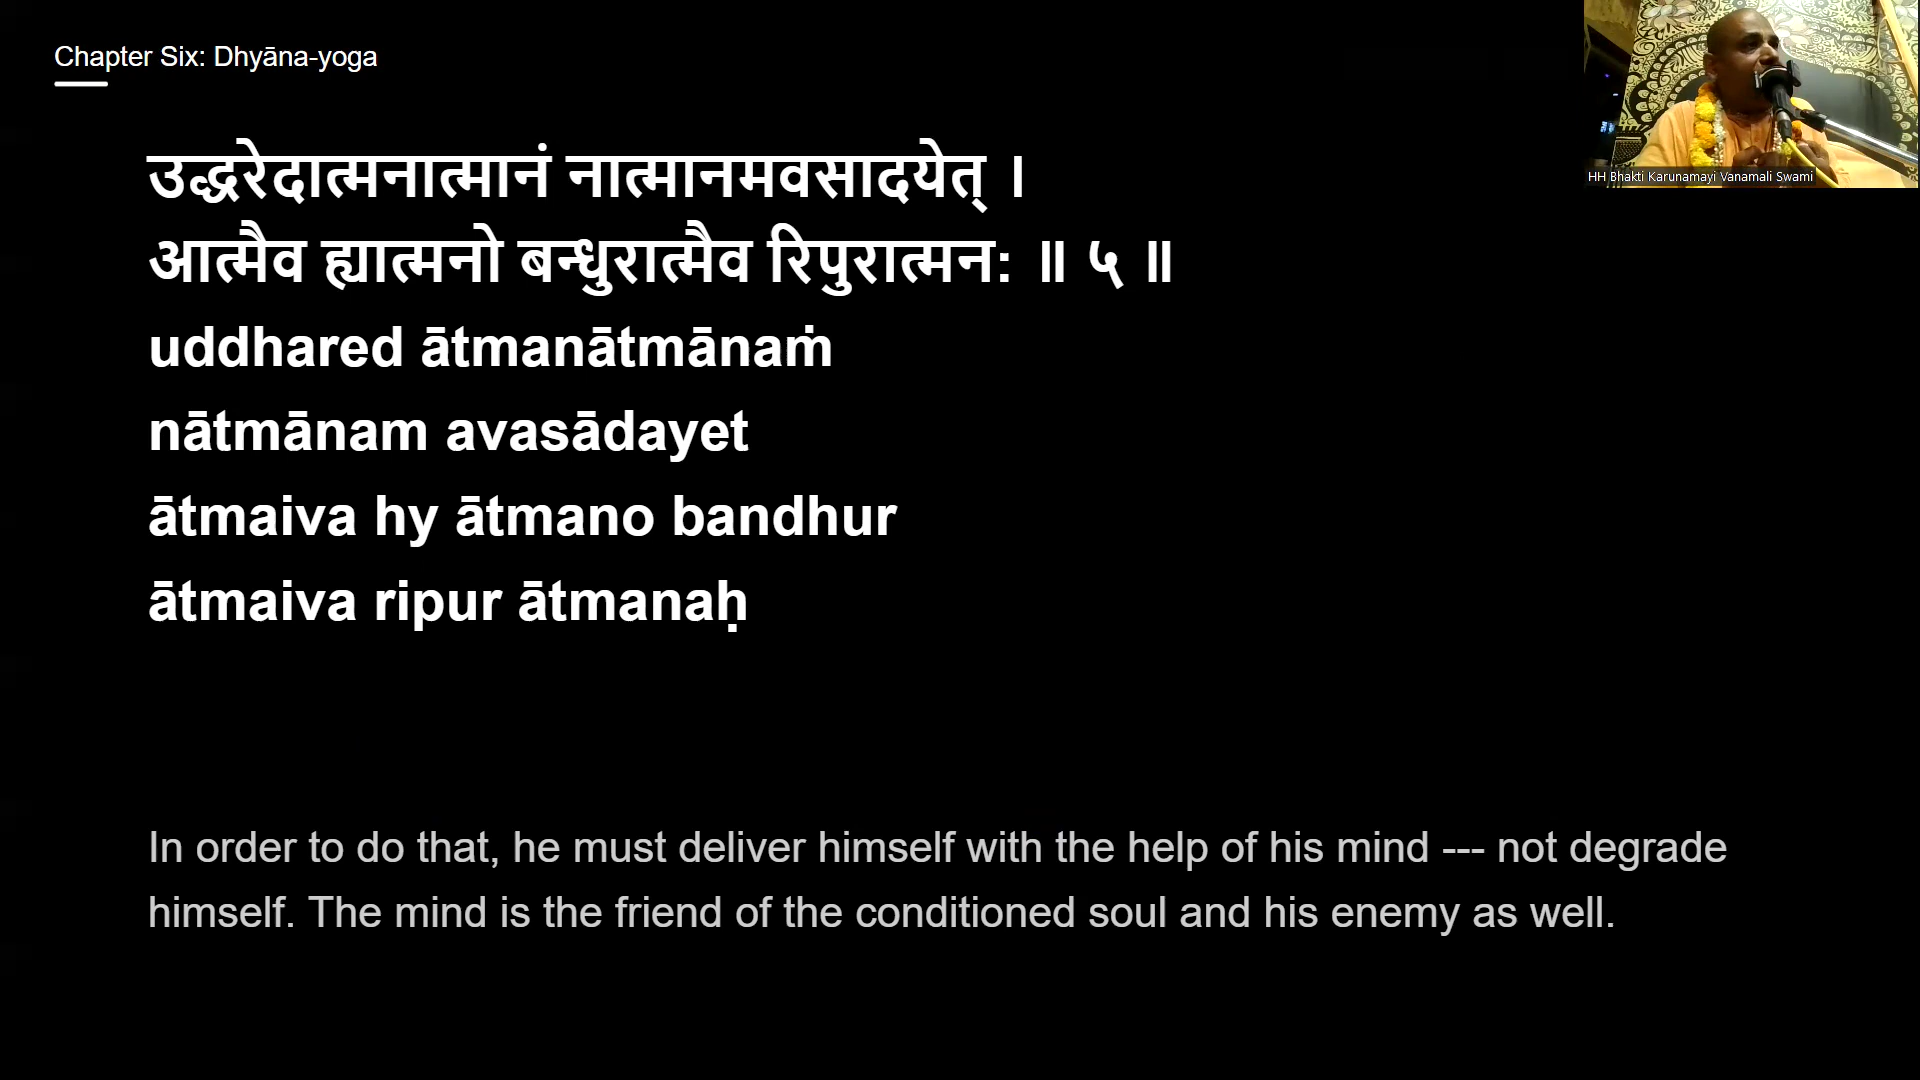 Chapter Six: Dhyāna-yoga
HH Bhakti Karunamayi Vanamali Swami
उद्धरेदात्मनात्मानं नात्मानमवसादयेत् ।
आत्मैव ह्यात्मनो बन्धुरात्मैव रिपुरात्मनः ॥ ५ ॥
uddhared ātmanātmānaṁ
nātmānam avasādayet
ātmaiva hy ātmano bandhur
ātmaiva ripur ātmanaḥ
In order to do that, he must deliver himself with the help of his mind --- not degrade
himself. The mind is the friend of the conditioned soul and his enemy as well.